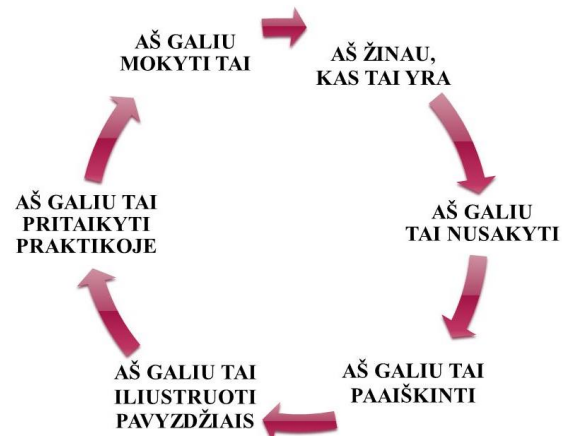 AŠ GALIU
MOKYTI TAI
AŠ ŽINAU,
KAS TAI YRA
AŠ GALIU
TAI NUSAKYTI
AŠ GALIU TAI
PAAIŠKINTI
AŠ GALIU TAI
ILIUSTRUOTI
PAVYZDŽIAIS
AŠ GALIU TAI
PRITAIKYTI
PRAKTIKOJE